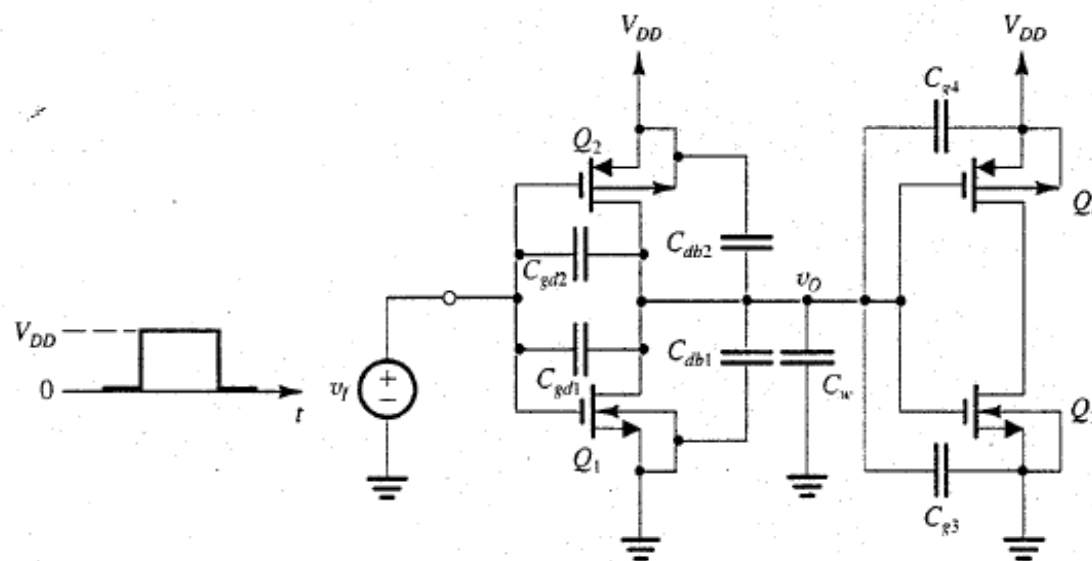 V_DD
V_DD
C_g4
Q_2
Q
C_gd2
C_db2
v_O
V_DD
0
t
v_I
C_gd1
C_db1
C_w
Q_1
Q
C_g3